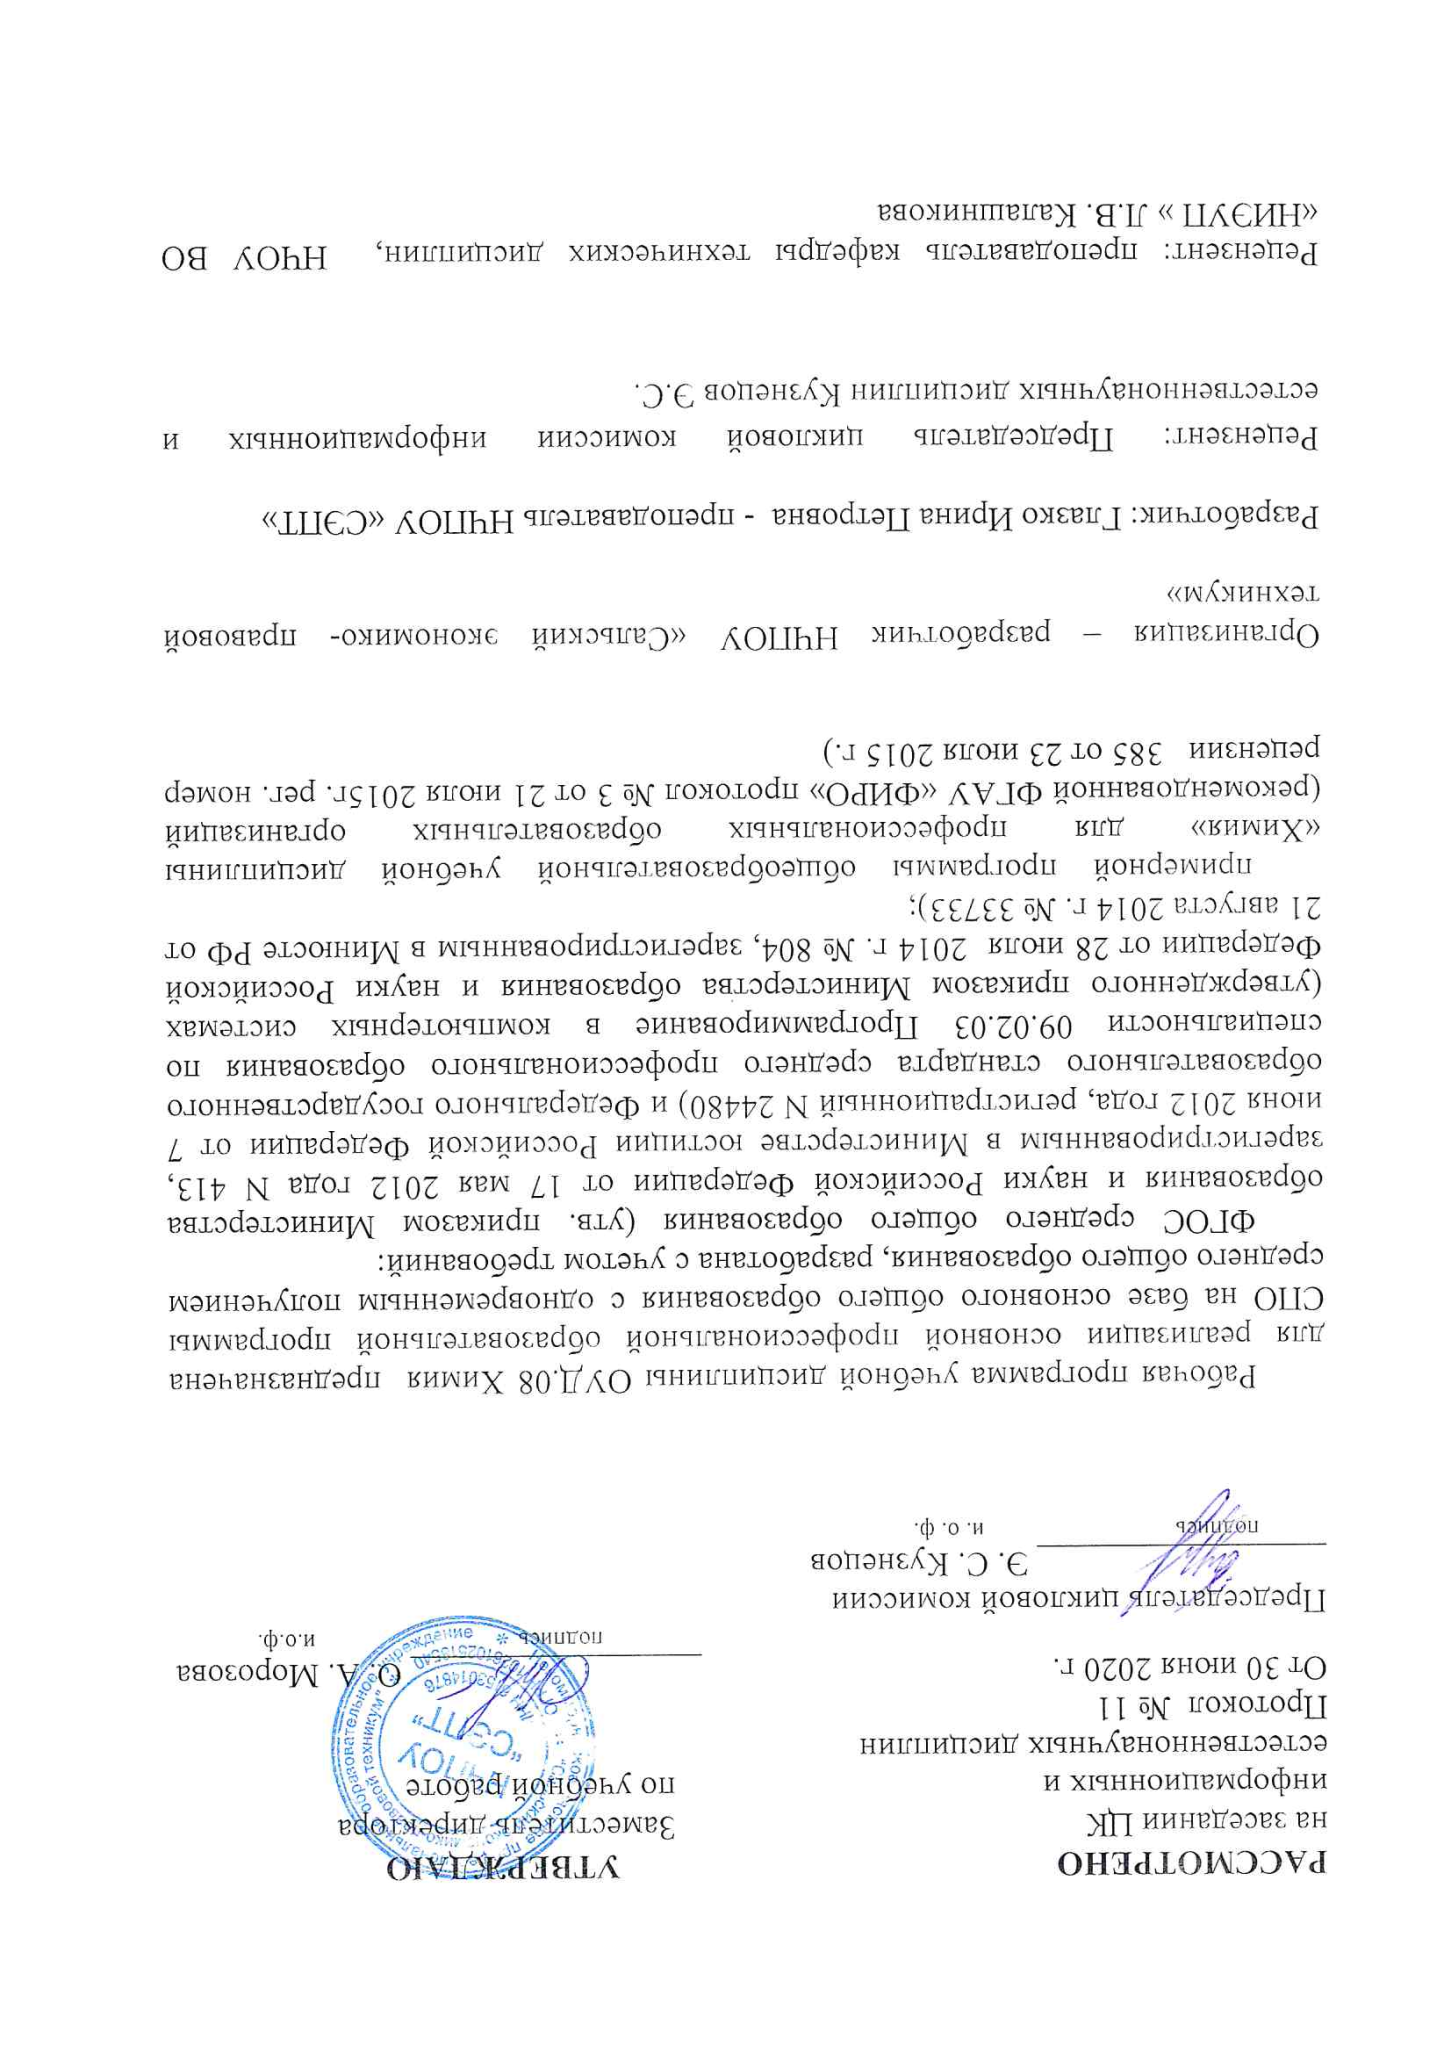 РАССМОТРЕНО
на заседании ЦК
информационных и
естественнонаучных дисциплин
Протокол № 11
От 30 июня 2020 г.
Председатель цикловой комиссии
Э. С. Кузнецов
подпись и. о. ф.
УТВЕРЖДАЮ
Заместитель директора
по учебной работе
О. А. Морозова
подпись и.о.ф.
НЧПОУ
"СЭПТ"
Рабочая программа учебной дисциплины ОУД.08 Химия предназначена
для реализации основной профессиональной образовательной программы
СПО на базе основного общего образования с одновременным получением
среднего общего образования, разработана с учетом требований:
ФГОС среднего общего образования (утв. приказом Министерства
образования и науки Российской Федерации от 17 мая 2012 года N 413,
зарегистрированным в Министерстве юстиции Российской Федерации от 7
июня 2012 года, регистрационный N 24480) и Федерального государственного
образовательного стандарта среднего профессионального образования по
специальности 09.02.03 Программирование в компьютерных системах
(утвержденного приказом Министерства образования и науки Российской
Федерации от 28 июля 2014 г. № 804, зарегистрированным в Минюсте РФ от
21 августа 2014 г. № 33733);
примерной программы общеобразовательной учебной дисциплины
«Химия» для профессиональных образовательных организаций
(рекомендованной ФГАУ «ФИРО» протокол № 3 от 21 июля 2015г. рег. номер
рецензии 385 от 23 июля 2015 г.)
Организация – разработчик НЧПОУ «Сальский экономико- правовой
техникум»
Разработчик: Глазко Ирина Петровна - преподаватель НЧПОУ «СЭПТ»
Рецензент: Председатель цикловой комиссии информационных и
естественнонаучных дисциплин Кузнецов Э.С.
Рецензент: преподаватель кафедры технических дисциплин, НЧОУ ВО
«НИЭУП » Л.В. Калашникова